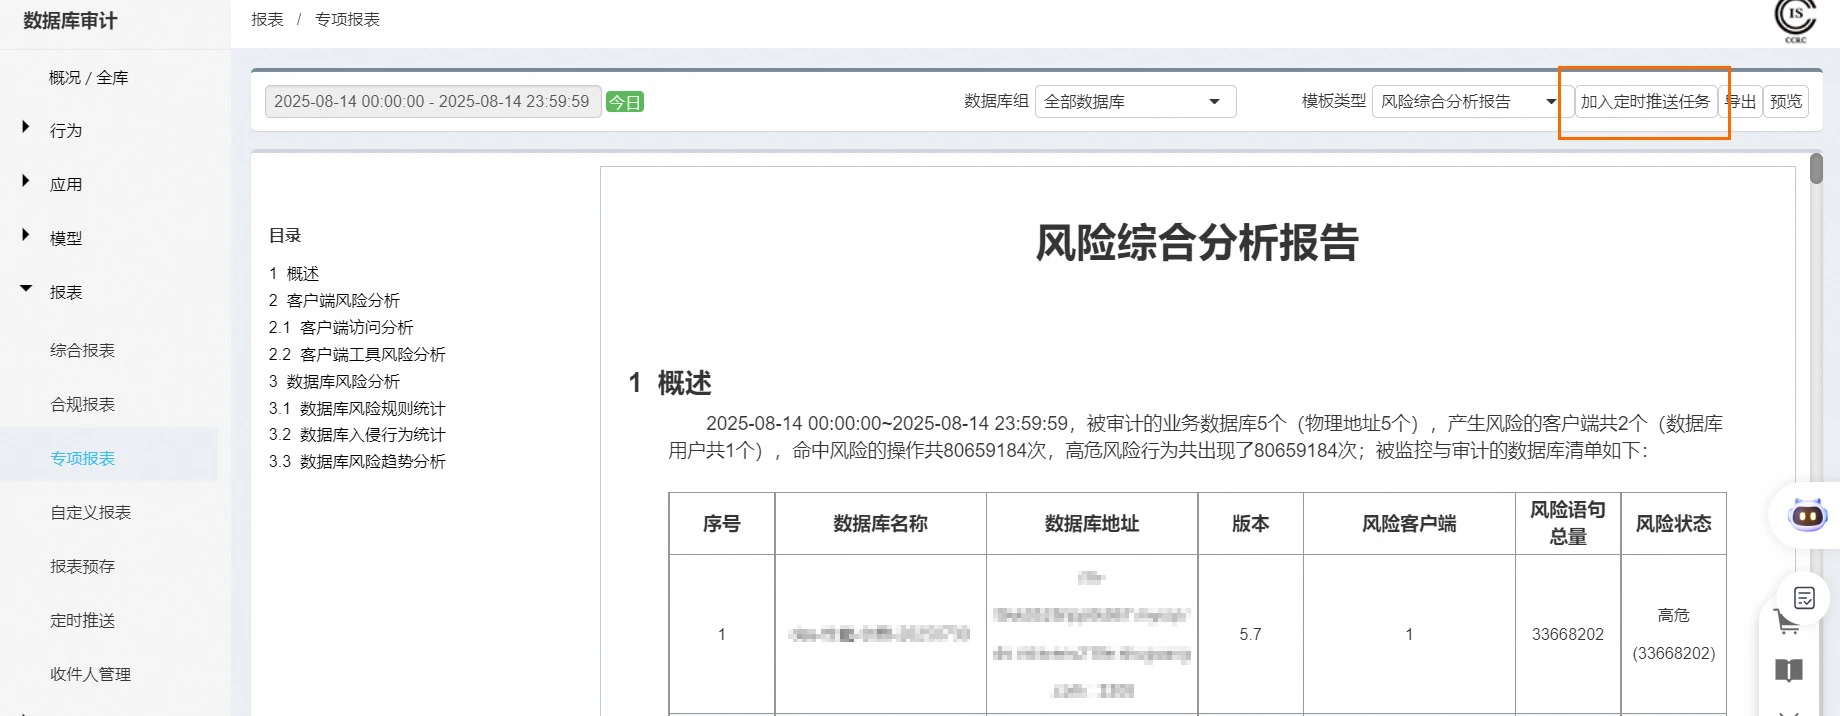 数据库审计
报表 / 专项报表
IS
CCRC
概况 / 全库
行为
应用
模型
报表
综合报表
合规报表
专项报表
自定义报表
报表预存
定时推送
收件人管理
2025-08-14 00:00:00 - 2025-08-14 23:59:59 今日
数据库组 全部数据库
模板类型 风险综合分析报告
加入定时推送任务 导出 预览
目录
1 概述
2 客户端风险分析
2.1 客户端访问分析
2.2 客户端工具风险分析
3 数据库风险分析
3.1 数据库风险规则统计
3.2 数据库入侵行为统计
3.3 数据库风险趋势分析
风险综合分析报告
1 概述
2025-08-14 00:00:00~2025-08-14 23:59:59，被审计的业务数据库5个（物理地址5个），产生风险的客户端共2个（数据库
用户共1个），命中风险的操作共80659184次，高危风险行为共出现了80659184次；被监控与审计的数据库清单如下：
序号 数据库名称 数据库地址 版本 风险客户端 风险语句总量 风险状态
1 5.7 1 33668202 高危
(33668202)